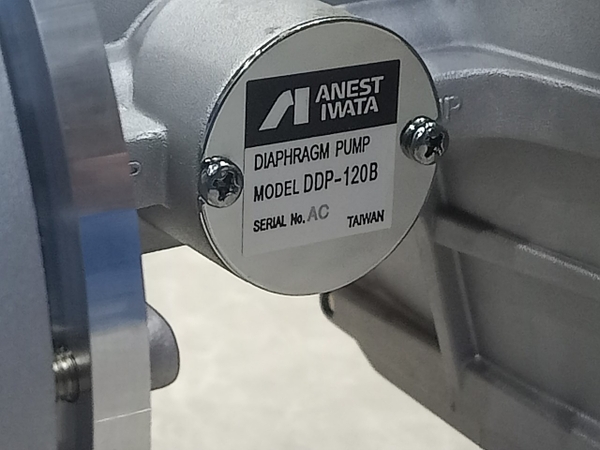 ANEST
IWATA
DIAPHRAGM PUMP
MODEL DDP-120B
SERIAL No. AC
TAIWAN